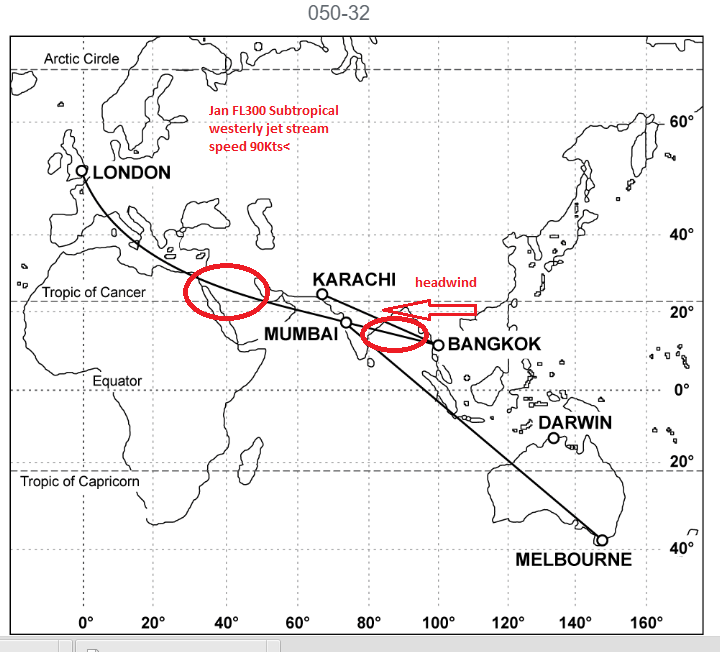 050-32
Arctic Circle
Jan FL300 Subtropical
westerly jet stream
speed 90Kts<
60°
LONDON
40°
KARACHI
headwind
Tropic of Cancer
20°
MUMBAI
BANGKOK
Equator
0°
DARWIN
20°
Tropic of Capricorn
40°
MELBOURNE
0° 20° 40° 60° 80° 100° 120° 140° 160°